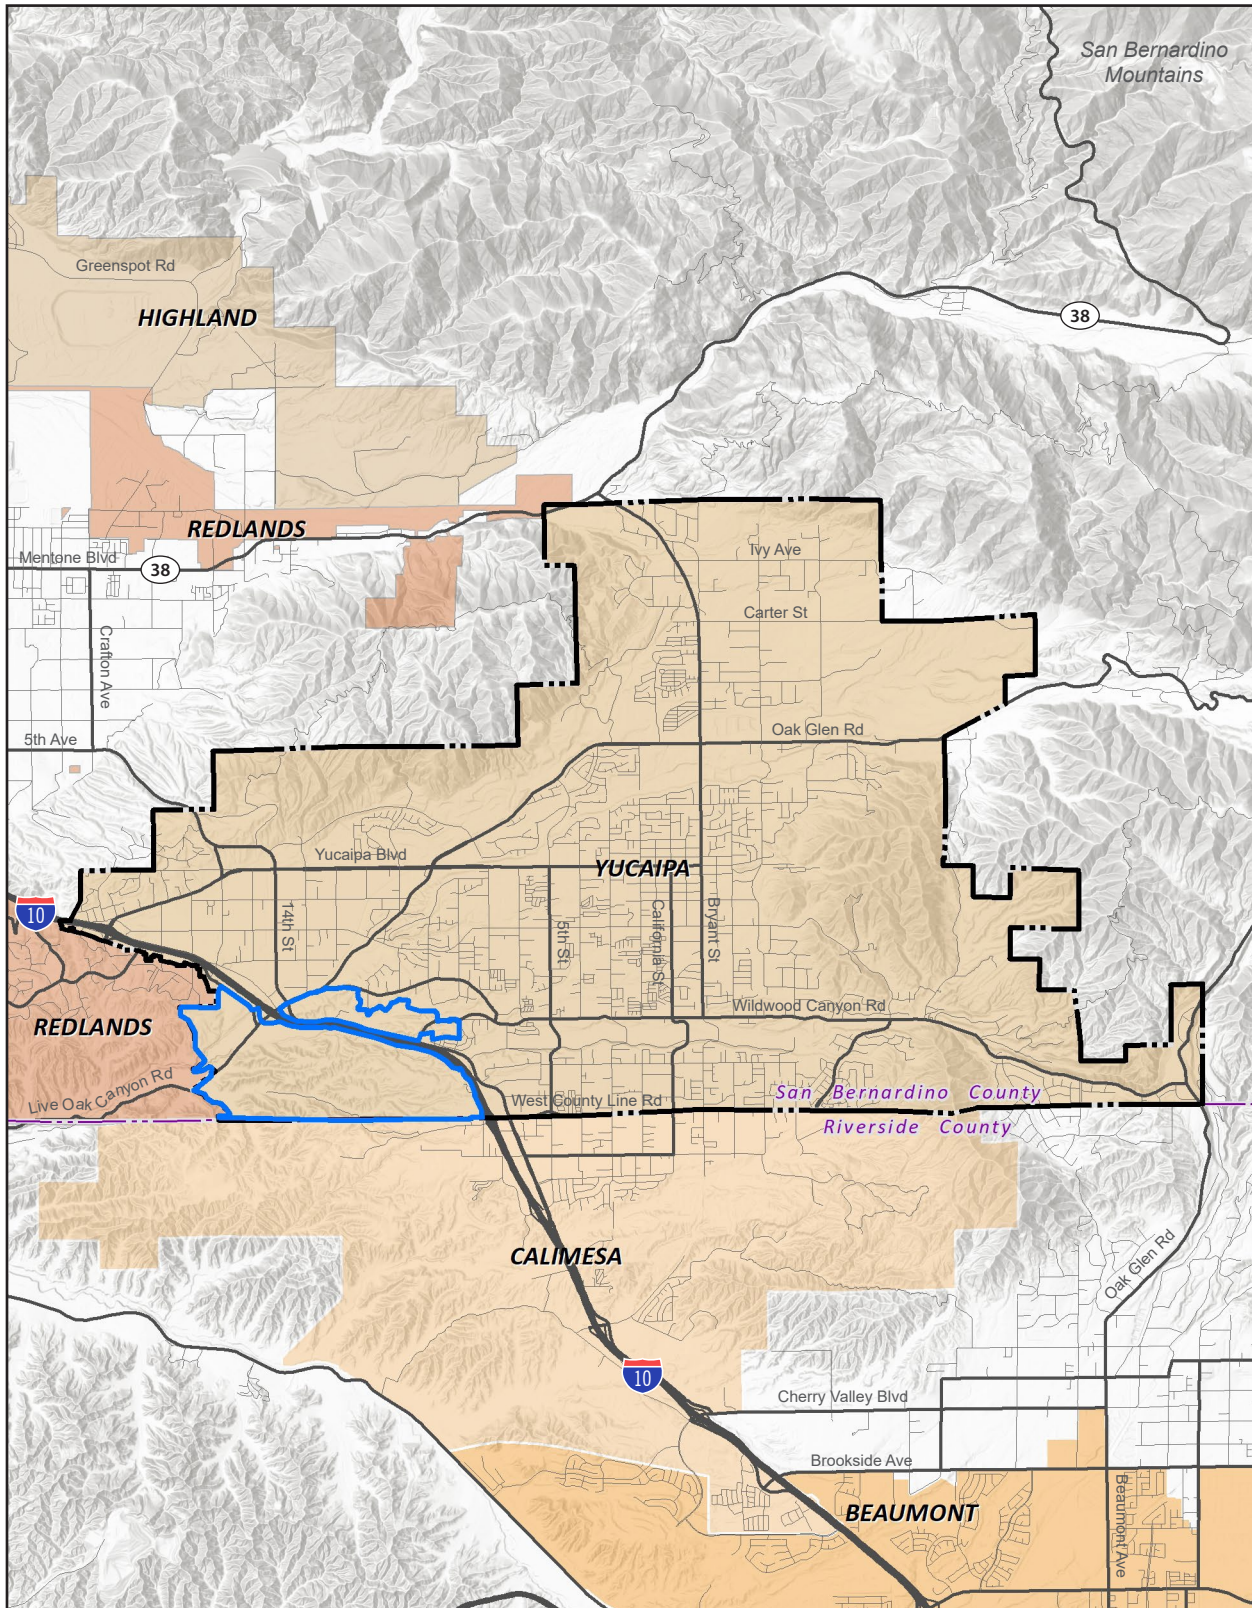 San Bernardino
Mountains
Greenspot Rd
HIGHLAND
38
REDLANDS
Ivy Ave
Mentone Blvd
38
Carter St
Crafton Ave
Oak Glen Rd
5th Ave
Yucaipa Blvd
YUCAIPA
10
14th St
5th St
California St
Bryant St
Wildwood Canyon Rd
REDLANDS
Live Oak Canyon Rd
West County Line Rd
San Bernardino County
Riverside County
CALIMESA
Oak Glen Rd
10
Cherry Valley Blvd
Brookside Ave
BEAUMONT
Beaumont Ave